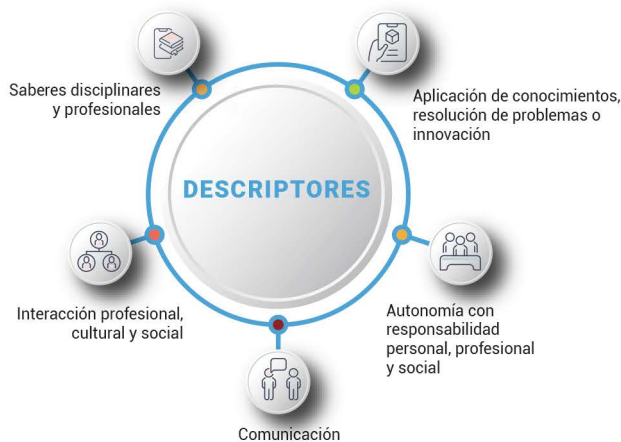 Saberes disciplinares
y profesionales
Aplicación de conocimientos,
resolución de problemas o
innovación
DESCRIPTORES
Interacción profesional,
cultural y social
Autonomía con
responsabilidad
personal, profesional
y social
Comunicación